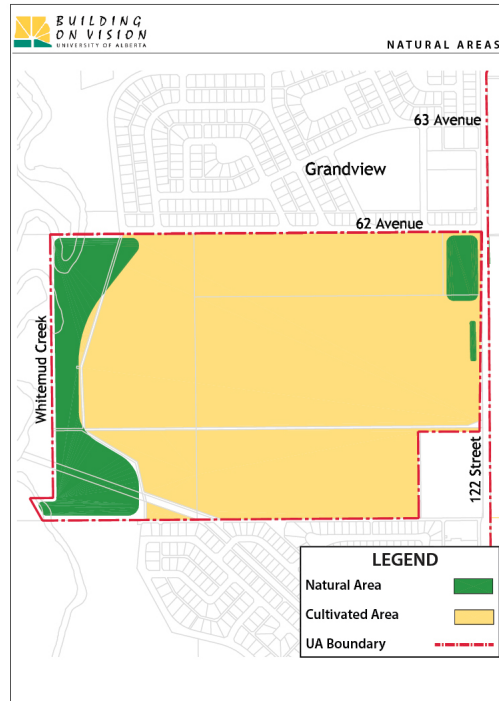 BUILDING
ON VISION
UNIVERSITY OF ALBERTA
NATURAL AREAS
63 Avenue
Grandview
62 Avenue
Whitemud Creek
122 Street
LEGEND
Natural Area
Cultivated Area
UA Boundary